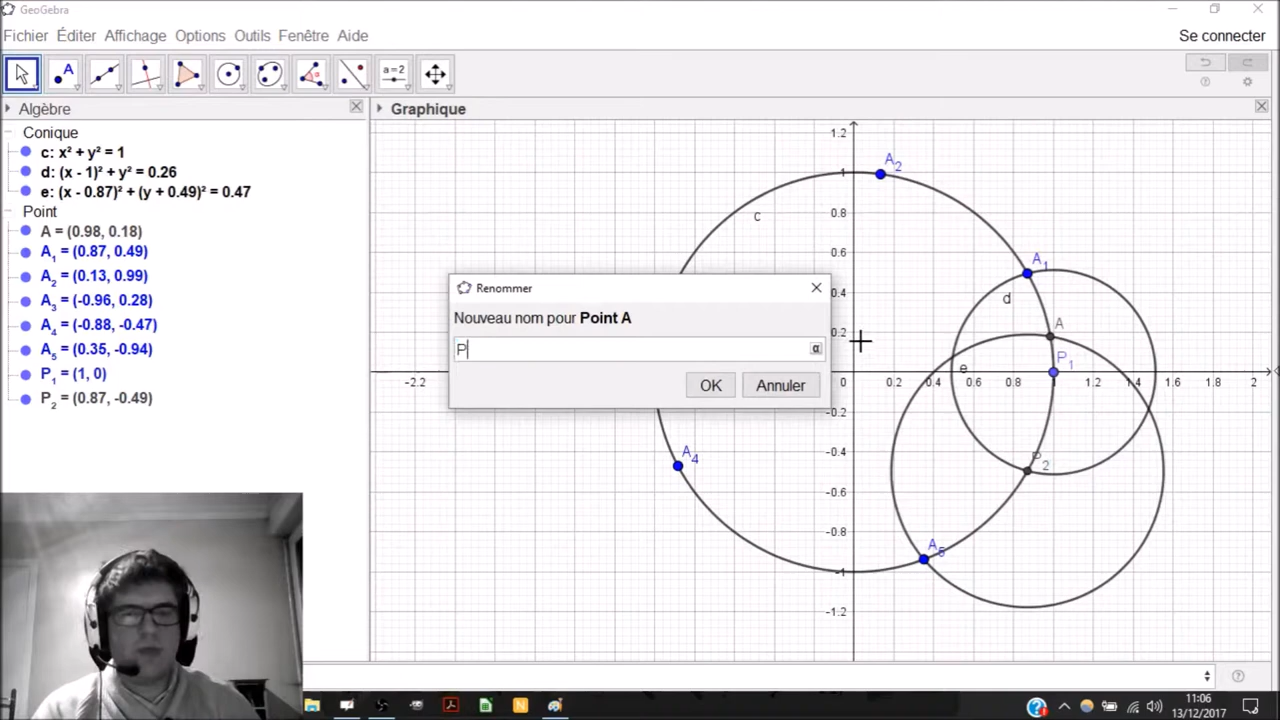 GeoGebra
Fichier Éditer Affichage Options Outils Fenêtre Aide Se connecter
A a=2
Algèbre
Graphique
Conique
c: x² + y² = 1
d: (x - 1)² + y² = 0.26
e: (x - 0.87)² + (y + 0.49)² = 0.47
Point
A = (0.98, 0.18)
A₁ = (0.87, 0.49)
A₂ = (0.13, 0.99)
A₃ = (-0.96, 0.28)
A₄ = (-0.88, -0.47)
A₅ = (0.35, -0.94)
P₁ = (1, 0)
P₂ = (0.87, -0.49)
1.2
A₂
1
0.8
c
0.6
A₁
0.4
d
0.2
A
P₁
e
-2.2 0 0.2 0.4 0.6 0.8 1 1.2 1.4 1.6 1.8 2
-0.2
-0.4
A₄
P₂
-0.6
-0.8
A₅
-1
-1.2
Renommer
Nouveau nom pour Point A
P
α
OK Annuler
11:06
13/12/2017